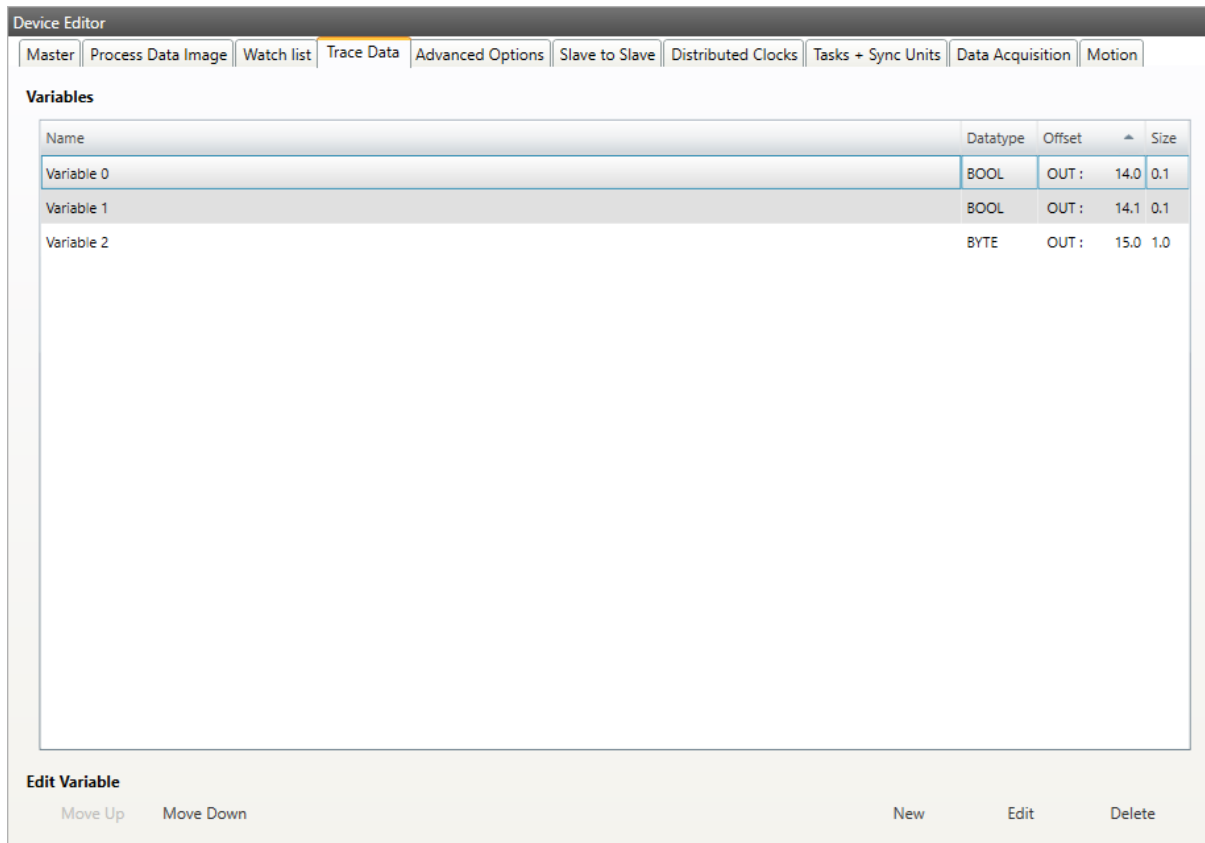 Device Editor
Master Process Data Image Watch list Trace Data Advanced Options Slave to Slave Distributed Clocks Tasks + Sync Units Data Acquisition Motion
Variables
Name Datatype Offset Size
Variable 0 BOOL OUT : 14.0 0.1
Variable 1 BOOL OUT : 14.1 0.1
Variable 2 BYTE OUT : 15.0 1.0
Edit Variable
Move Up Move Down New Edit Delete